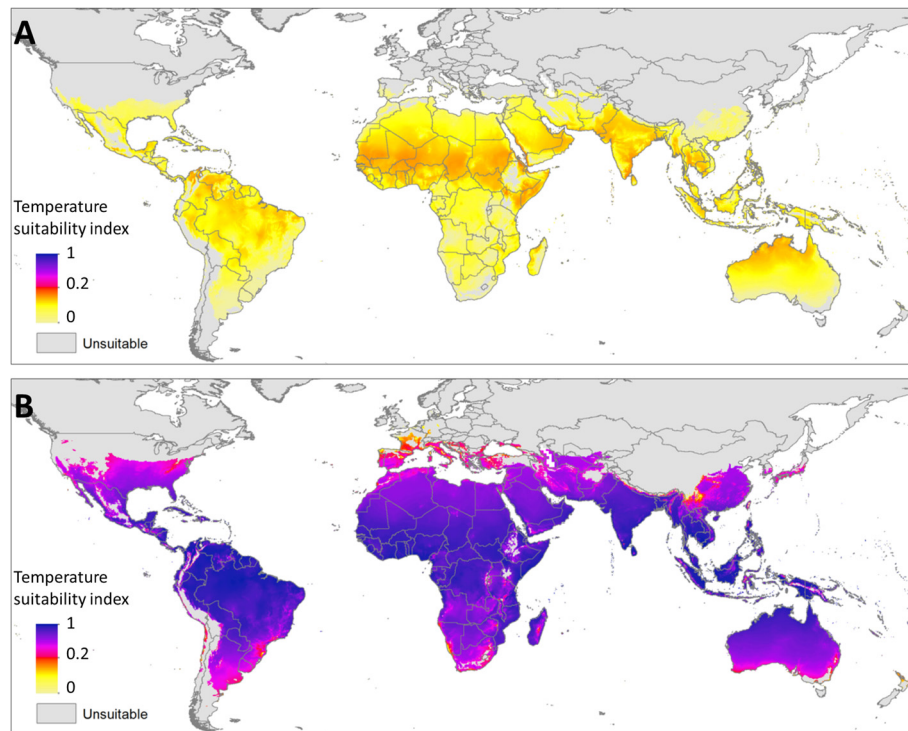 A
Temperature
suitability index
1
0.2
0
Unsuitable
B
Temperature
suitability index
1
0.2
0
Unsuitable